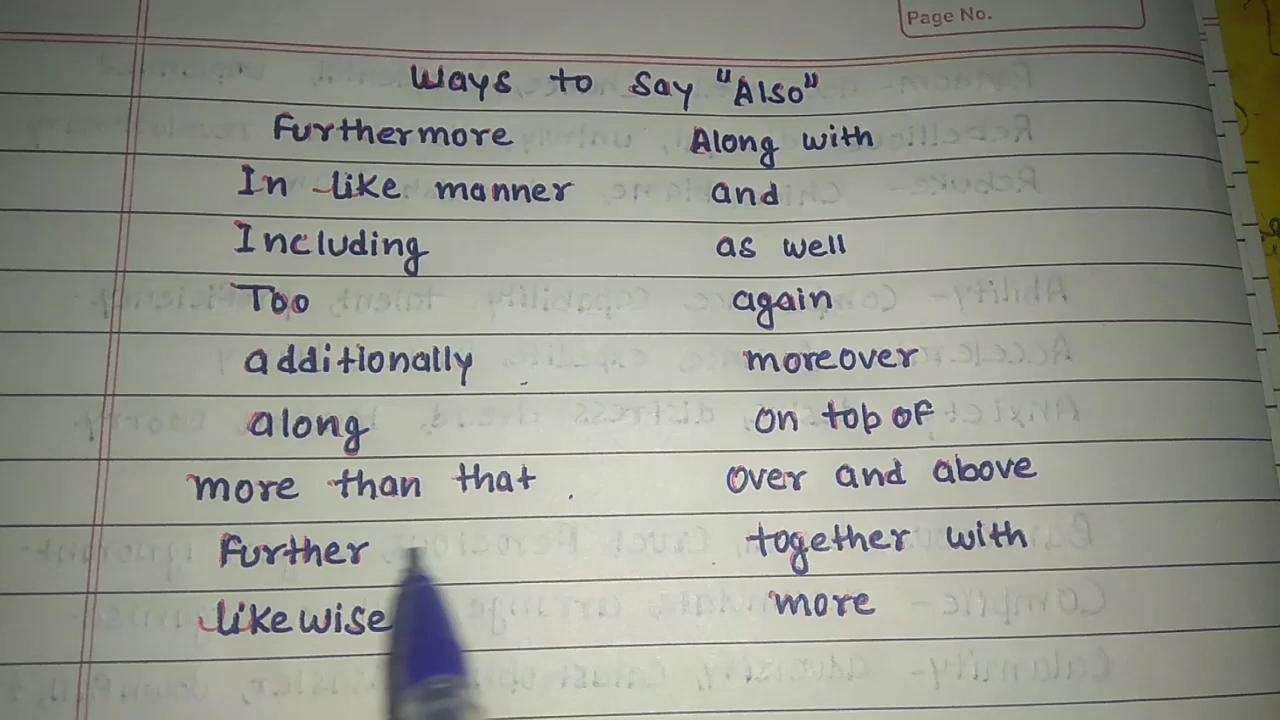 Page No.
Ways to say "Also"
Furthermore Along with
In like manner and
Including as well
Too again
additionally moreover
along on top of
more than that over and above
Further together with
likewise more